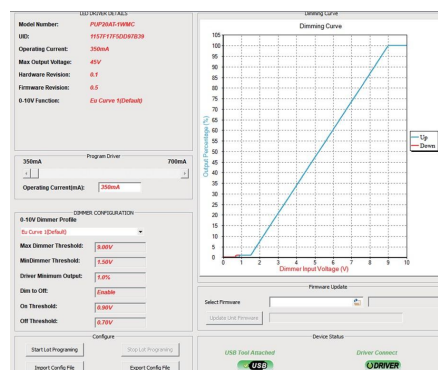 LED DRIVER DETAILS
Model Number: PUP20AT-1WMC
UID: 1157F17F5DD97B39
Operating Current: 350mA
Max Output Voltage: 45V
Hardware Revision: 0.1
Firmware Revision: 0.5
0-10V Function: Eu Curve 1(Default)
Program Driver
350mA 700mA
Operating Current(mA): 350mA
DIMMER CONFIGURATION
0-10V Dimmer Profile
Eu Curve 1(Default)
Max Dimmer Threshold: 9.00V
MinDimmer Threshold: 1.50V
Driver Minimum Output: 1.0%
Dim to Off: Enable
On Threshold: 0.90V
Off Threshold: 0.70V
Configure
Start Lot Programing Stop Lot Programing
Import Config File Export Config File
Dimming Curve
Dimming Curve
Output Percentage (%)
105
100
95
90
85
80
75
70
65
60
55
50
45
40
35
30
25
20
15
10
5
0
0 1 2 3 4 5 6 7 8 9 10
Dimmer Input Voltage (V)
Up
Down
Firmware Update
Select Firmware
Update Unit Firmware
Device Status
USB Tool Attached Driver Connect
USB DRIVER